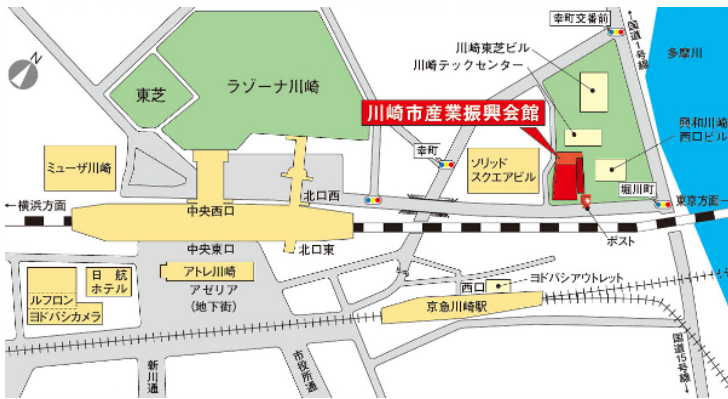 N
幸町交番前
←国道1号線
多摩川
川崎東芝ビル
川崎テックセンター
東芝
ラゾーナ川崎
川崎市産業振興会館
興和川崎
西口ビル
ミューザ川崎
幸町
ソリッド
スクエアビル
堀川町
←横浜方面
中央西口
北口西
東京方面
ポスト
中央東口
北口東
日航
ホテル
アトレ川崎
アゼリア
(地下街)
西口
ヨドバシアウトレット
ルフロン
ヨドバシカメラ
京急川崎駅
新川通
市役所通
国道15号線→